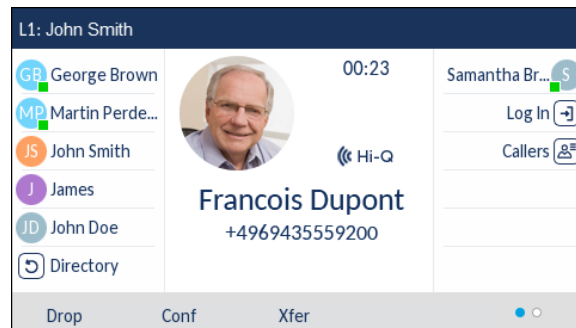 L1: John Smith
GB George Brown
MP Martin Perde...
JS John Smith
J James
JD John Doe
Directory
00:23
Hi-Q
Francois Dupont
+4969435559200
Samantha Br... S
Log In
Callers
Drop Conf Xfer